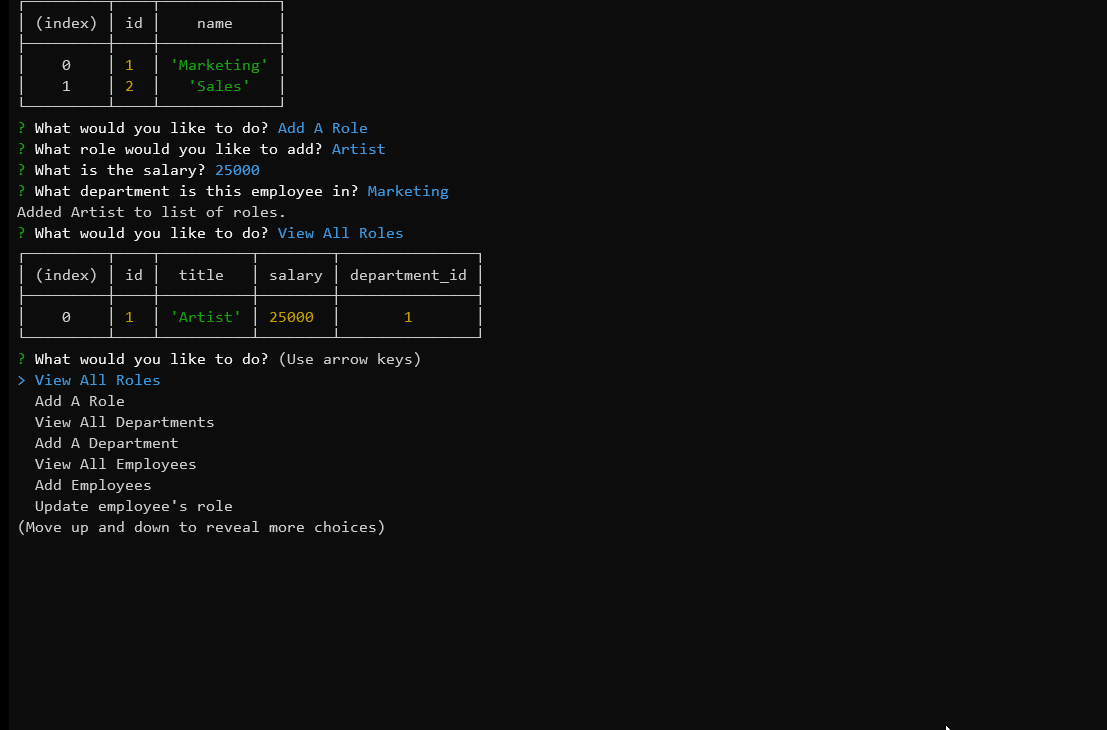 (index) id name
0 1 'Marketing'
1 2 'Sales'
? What would you like to do? Add A Role
? What role would you like to add? Artist
? What is the salary? 25000
? What department is this employee in? Marketing
Added Artist to list of roles.
? What would you like to do? View All Roles
(index) id title salary department_id
0 1 'Artist' 25000 1
? What would you like to do? (Use arrow keys)
> View All Roles
Add A Role
View All Departments
Add A Department
View All Employees
Add Employees
Update employee's role
(Move up and down to reveal more choices)